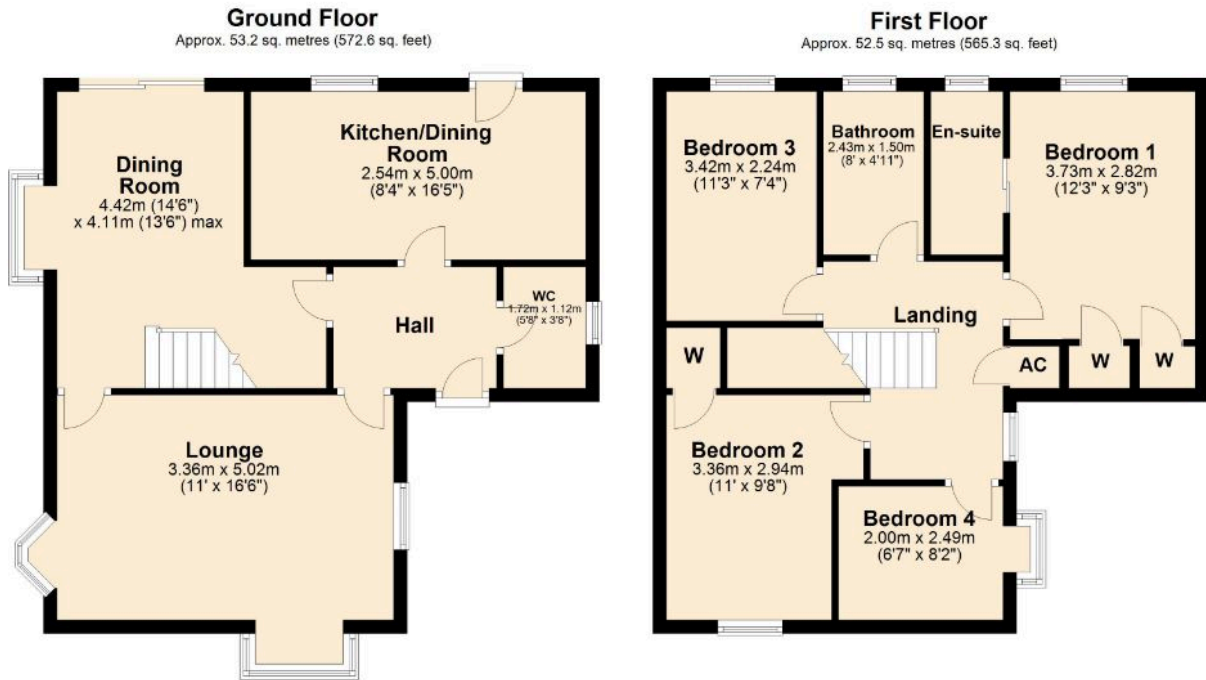 Ground Floor
Approx. 53.2 sq. metres (572.6 sq. feet)
Kitchen/Dining
Room
2.54m x 5.00m
(8'4" x 16'5")
Dining
Room
4.42m (14'6")
x 4.11m (13'6") max
WC
1.72m x 1.12m
(5'8" x 3'8")
Hall
Lounge
3.36m x 5.02m
(11' x 16'6")
First Floor
Approx. 52.5 sq. metres (565.3 sq. feet)
Bedroom 3
3.42m x 2.24m
(11'3" x 7'4")
Bathroom
2.43m x 1.50m
(8' x 4'11")
En-suite
Bedroom 1
3.73m x 2.82m
(12'3" x 9'3")
Landing
W
AC
W
W
Bedroom 2
3.36m x 2.94m
(11' x 9'8")
Bedroom 4
2.00m x 2.49m
(6'7" x 8'2")